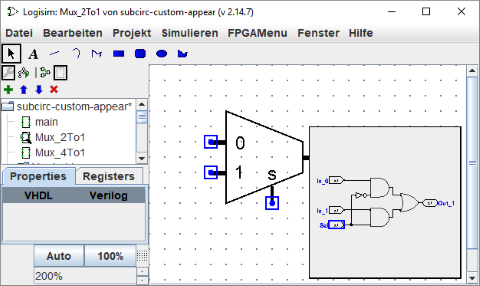 Logisim: Mux_2To1 von subcirc-custom-appear (v 2.14.7)
Datei Bearbeiten Projekt Simulieren FPGAMenu Fenster Hilfe
A
subcirc-custom-appear*
main
Mux_2To1
Mux_4To1
Properties Registers
VHDL Verilog
Auto 100%
200%
0
1
s
In_0
In_1
Sel
Out_1